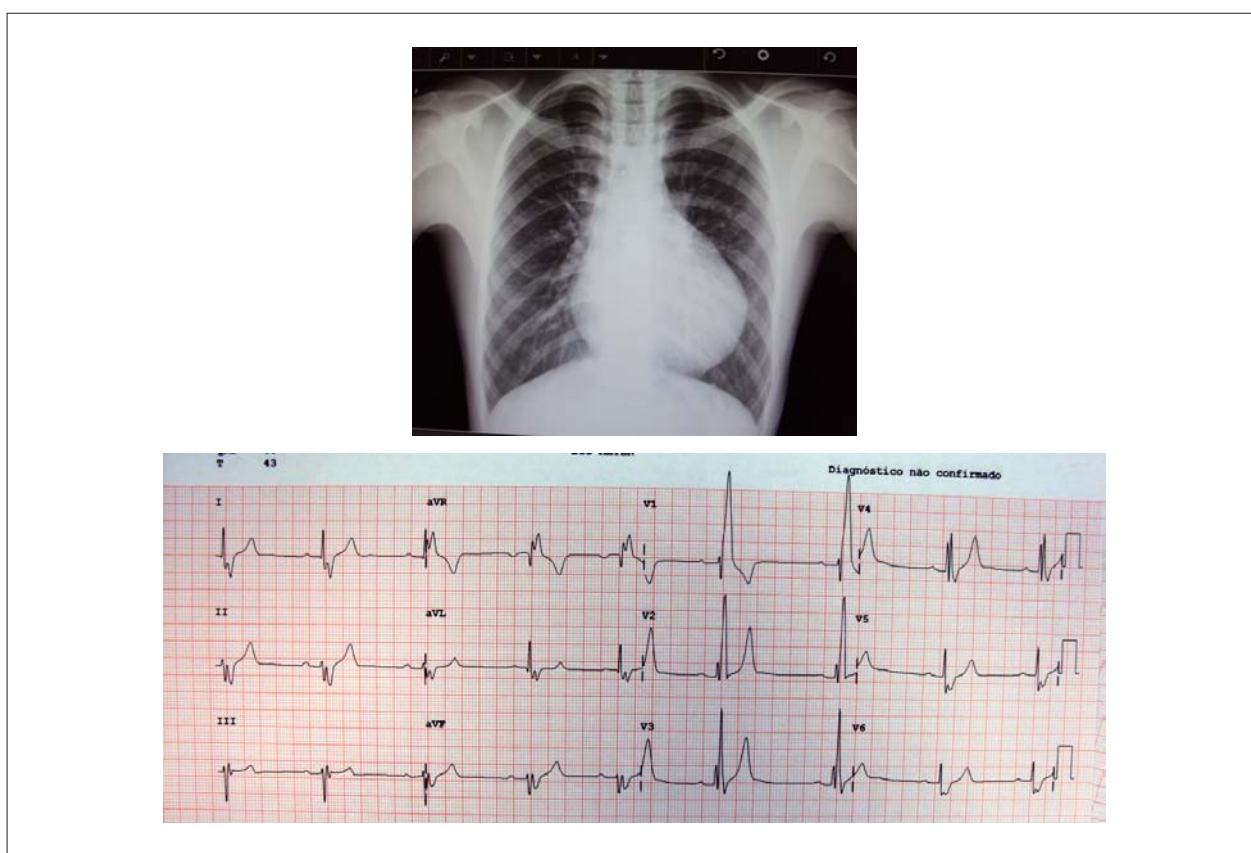 T 43
Diagnóstico não confirmado
I aVR V1 V4
II aVL V2 V5
III aVF V3 V6